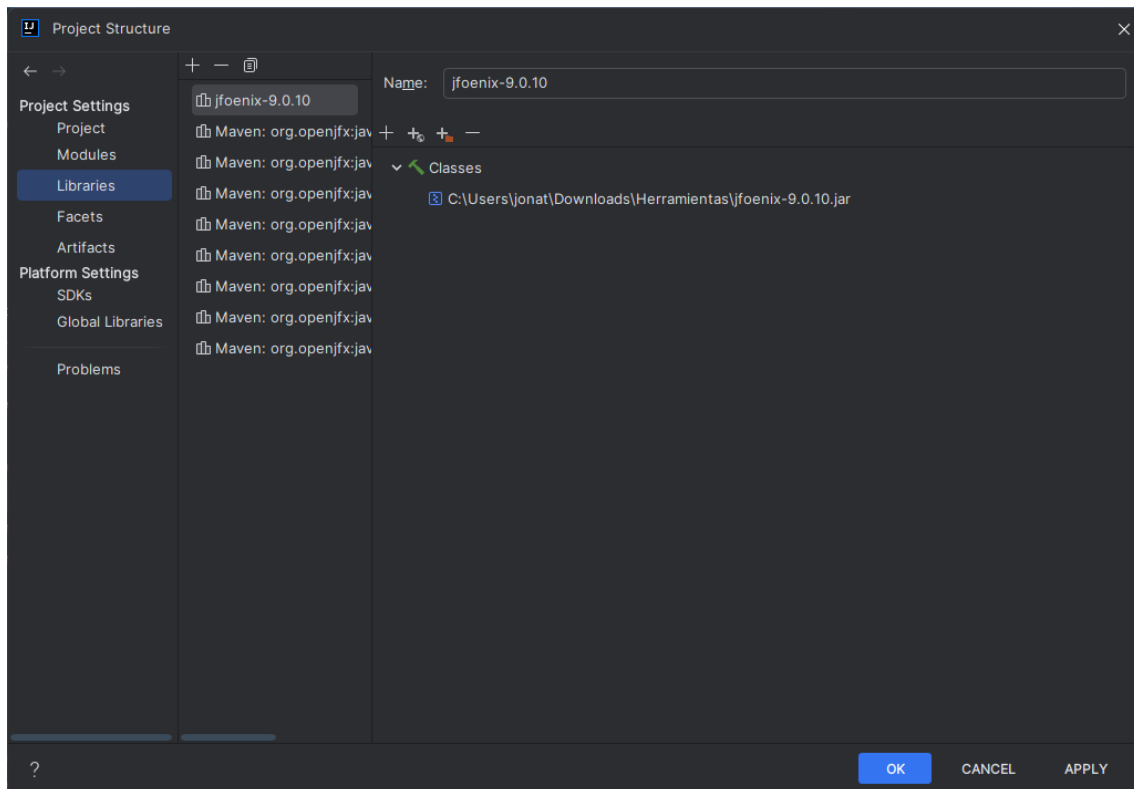 Project Structure
Project Settings
Project
Modules
Libraries
Facets
Artifacts
Platform Settings
SDKs
Global Libraries
Problems
jfoenix-9.0.10
Maven: org.openjfx:jav
Maven: org.openjfx:jav
Maven: org.openjfx:jav
Maven: org.openjfx:jav
Maven: org.openjfx:jav
Maven: org.openjfx:jav
Maven: org.openjfx:jav
Maven: org.openjfx:jav
Name: jfoenix-9.0.10
Classes
C:\Users\jonat\Downloads\Herramientas\jfoenix-9.0.10.jar
? OK CANCEL APPLY